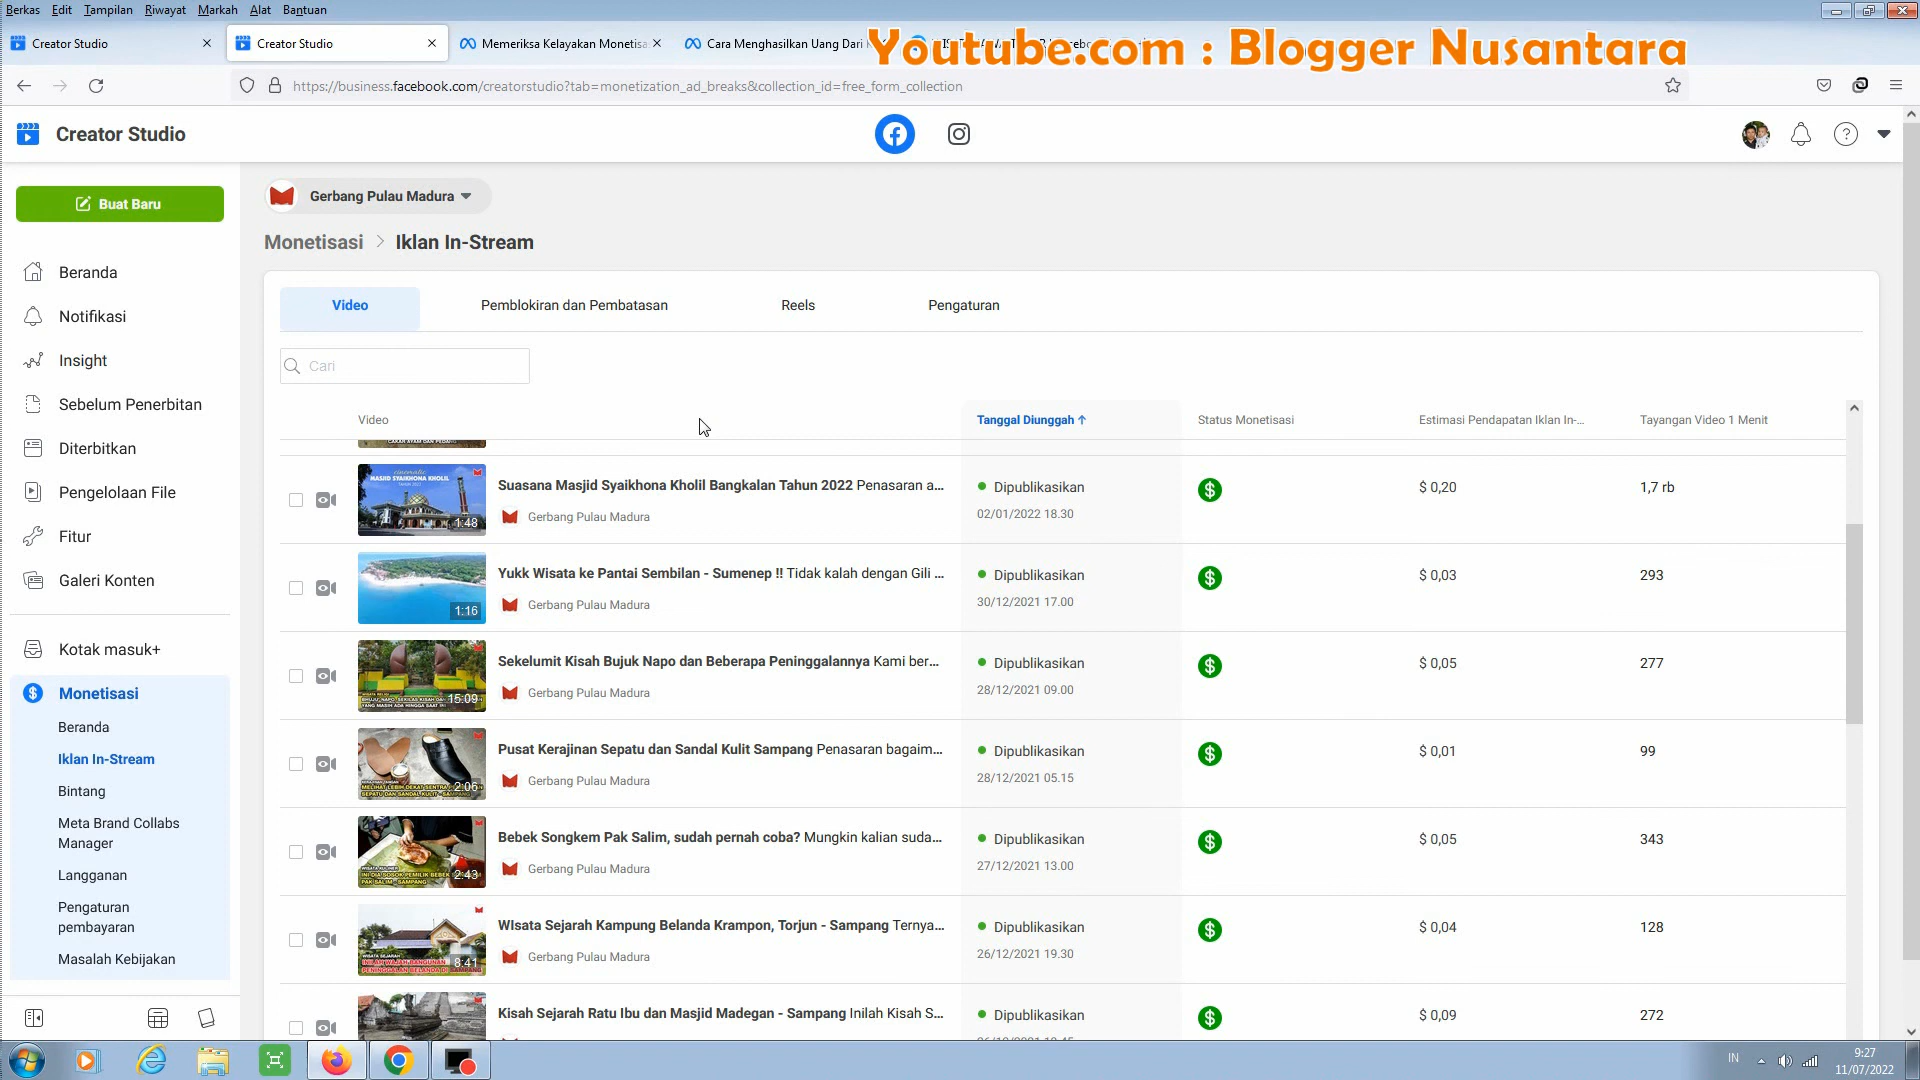 Berkas Edit Tampilan Riwayat Markah Alat Bantuan
Creator Studio
Creator Studio
Memeriksa Kelayakan Monetisa
Cara Menghasilkan Uang Dari
Youtube.com : Blogger Nusantara
https://business.facebook.com/creatorstudio?tab=monetization_ad_breaks&collection_id=free_form_collection
Creator Studio
Buat Baru
Beranda
Notifikasi
Insight
Sebelum Penerbitan
Diterbitkan
Pengelolaan File
Fitur
Galeri Konten
Kotak masuk+
Monetisasi
Beranda
Iklan In-Stream
Bintang
Meta Brand Collabs
Manager
Langganan
Pengaturan
pembayaran
Masalah Kebijakan
Gerbang Pulau Madura
Monetisasi > Iklan In-Stream
Video Pemblokiran dan Pembatasan Reels Pengaturan
Cari
Video Tanggal Diunggah ↑ Status Monetisasi Estimasi Pendapatan Iklan In-... Tayangan Video 1 Menit
cinematic
MASJID SYAIKHONA KHOLIL
1:48
Suasana Masjid Syaikhona Kholil Bangkalan Tahun 2022 Penasaran a...
Gerbang Pulau Madura
Dipublikasikan
02/01/2022 18.30
$ 0,20
1,7 rb
1:16
Yukk Wisata ke Pantai Sembilan - Sumenep !! Tidak kalah dengan Gili ...
Gerbang Pulau Madura
Dipublikasikan
30/12/2021 17.00
$ 0,03
293
15:09
Sekelumit Kisah Bujuk Napo dan Beberapa Peninggalannya Kami ber...
Gerbang Pulau Madura
Dipublikasikan
28/12/2021 09.00
$ 0,05
277
2:06
Pusat Kerajinan Sepatu dan Sandal Kulit Sampang Penasaran bagaim...
Gerbang Pulau Madura
Dipublikasikan
28/12/2021 05.15
$ 0,01
99
2:43
Bebek Songkem Pak Salim, sudah pernah coba? Mungkin kalian suda...
Gerbang Pulau Madura
Dipublikasikan
27/12/2021 13.00
$ 0,05
343
8:41
WIsata Sejarah Kampung Belanda Krampon, Torjun - Sampang Ternya...
Gerbang Pulau Madura
Dipublikasikan
26/12/2021 19.30
$ 0,04
128
Kisah Sejarah Ratu Ibu dan Masjid Madegan - Sampang Inilah Kisah S...
Dipublikasikan
$ 0,09
272
IN
9:27
11/07/2022